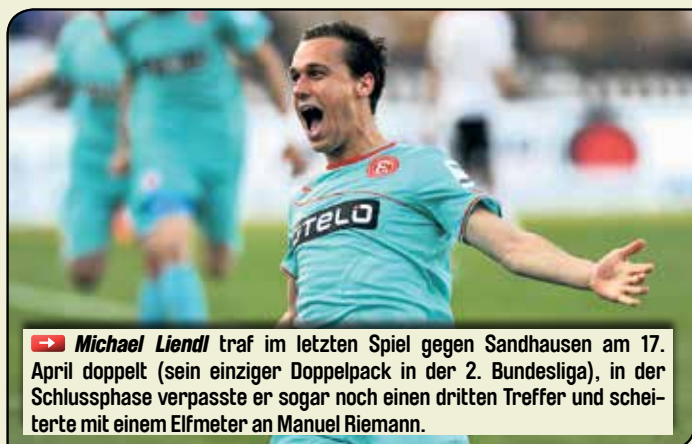 OTELO
Michael Liendl traf im letzten Spiel gegen Sandhausen am 17.
April doppelt (sein einziger Doppelpack in der 2. Bundesliga), in der
Schlussphase verpasste er sogar noch einen dritten Treffer und schei-
terte mit einem Elfmeter an Manuel Riemann.